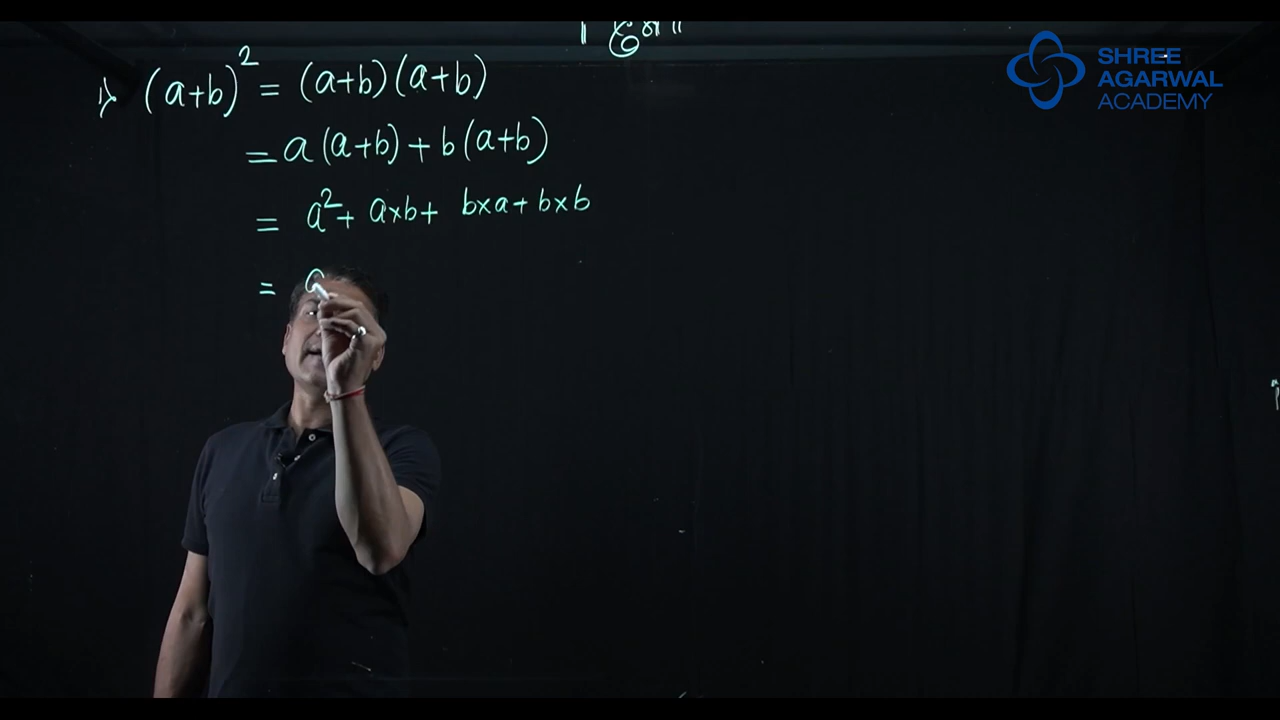 SHREE
AGARWAL
ACADEMY
1) (a+b)² = (a+b)(a+b)
= a(a+b) + b(a+b)
= a² + a×b + b×a + b×b
= a